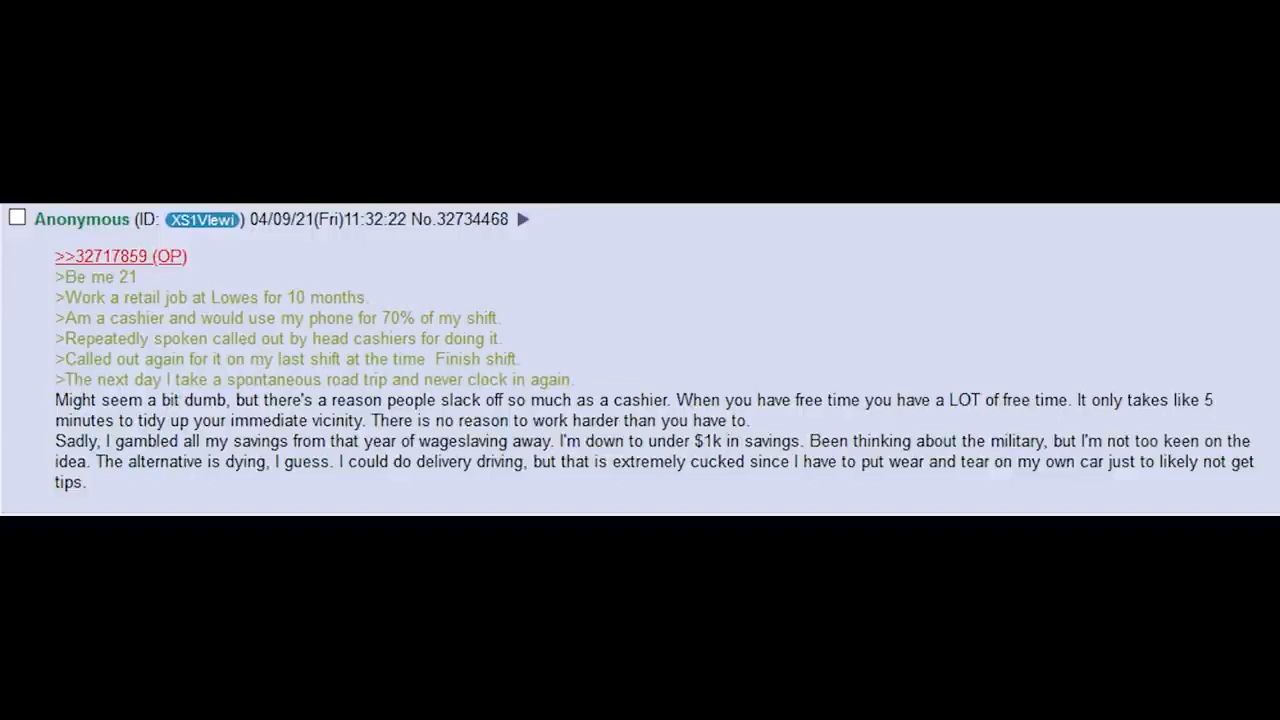 Anonymous (ID: XS1VIewi) 04/09/21(Fri)11:32:22 No.32734468 ▶
>>32717859 (OP)
>Be me 21
>Work a retail job at Lowes for 10 months.
>Am a cashier and would use my phone for 70% of my shift.
>Repeatedly spoken called out by head cashiers for doing it.
>Called out again for it on my last shift at the time  Finish shift.
>The next day I take a spontaneous road trip and never clock in again.
Might seem a bit dumb, but there's a reason people slack off so much as a cashier. When you have free time you have a LOT of free time. It only takes like 5
minutes to tidy up your immediate vicinity. There is no reason to work harder than you have to.
Sadly, I gambled all my savings from that year of wageslaving away. I'm down to under $1k in savings. Been thinking about the military, but I'm not too keen on the
idea. The alternative is dying, I guess. I could do delivery driving, but that is extremely cucked since I have to put wear and tear on my own car just to likely not get
tips.